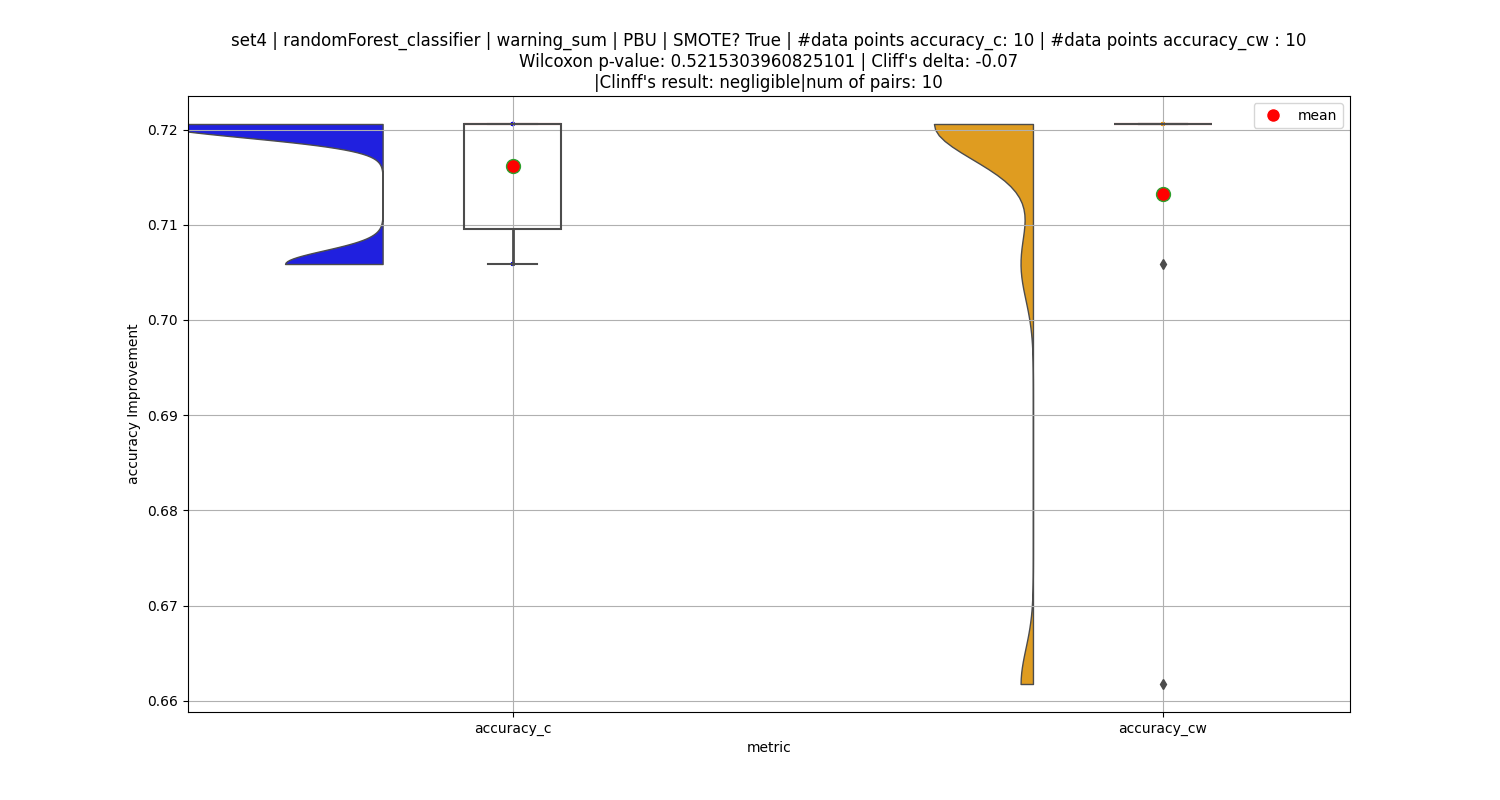 set4 | randomForest_classifier | warning_sum | PBU | SMOTE? True | #data points accuracy_c: 10 | #data points accuracy_cw : 10
Wilcoxon p-value: 0.5215303960825101 | Cliff's delta: -0.07
|Clinff's result: negligible|num of pairs: 10
mean
0.72
0.71
0.70
0.69
0.68
0.67
0.66
accuracy Improvement
accuracy_c
accuracy_cw
metric